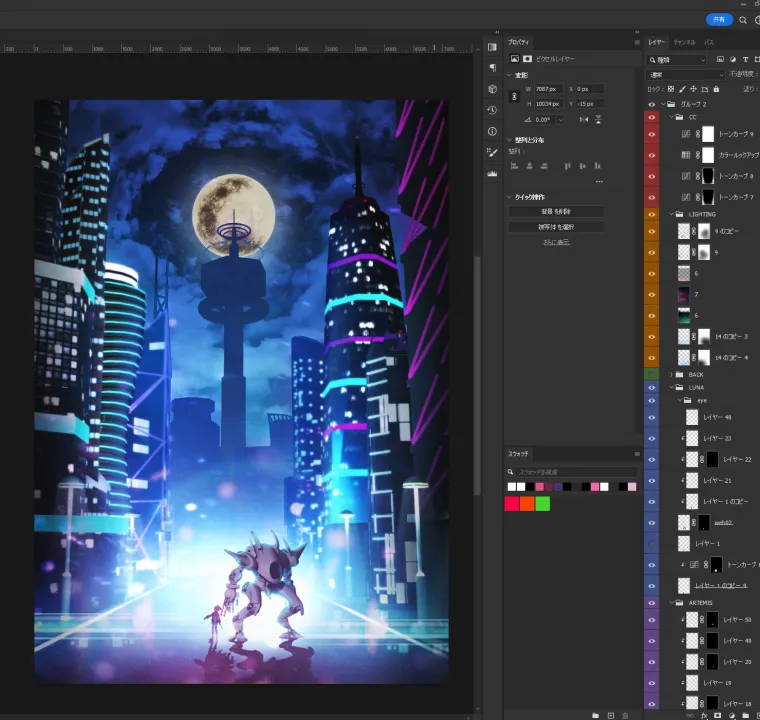 共有
プロパティ
レイヤー チャンネル パス
ピクセルレイヤー
種類
変形
通常
不透明度：
W 7087 px X 0 px
ロック：
塗り：
H 10034 px Y -15 px
0.00°
グループ 2
CC
トーンカーブ 9
整列と分布
整列：
カラールックアップ
トーンカーブ 8
トーンカーブ 7
クイック操作
背景を削除
被写体を選択
さらに表示
LIGHTING
9 のコピー
9
6
7
6
14 のコピー 3
14 のコピー 4
BACK
LUNA
eye
レイヤー 48
レイヤー 23
スウォッチ
スウォッチを検索
レイヤー 22
レイヤー 21
レイヤー 1 のコピー
web02
レイヤー 1
トーンカーブ
レイヤー 1 のコピー 9
ARTEMIS
レイヤー 50
レイヤー 49
レイヤー 20
レイヤー 19
レイヤー 18